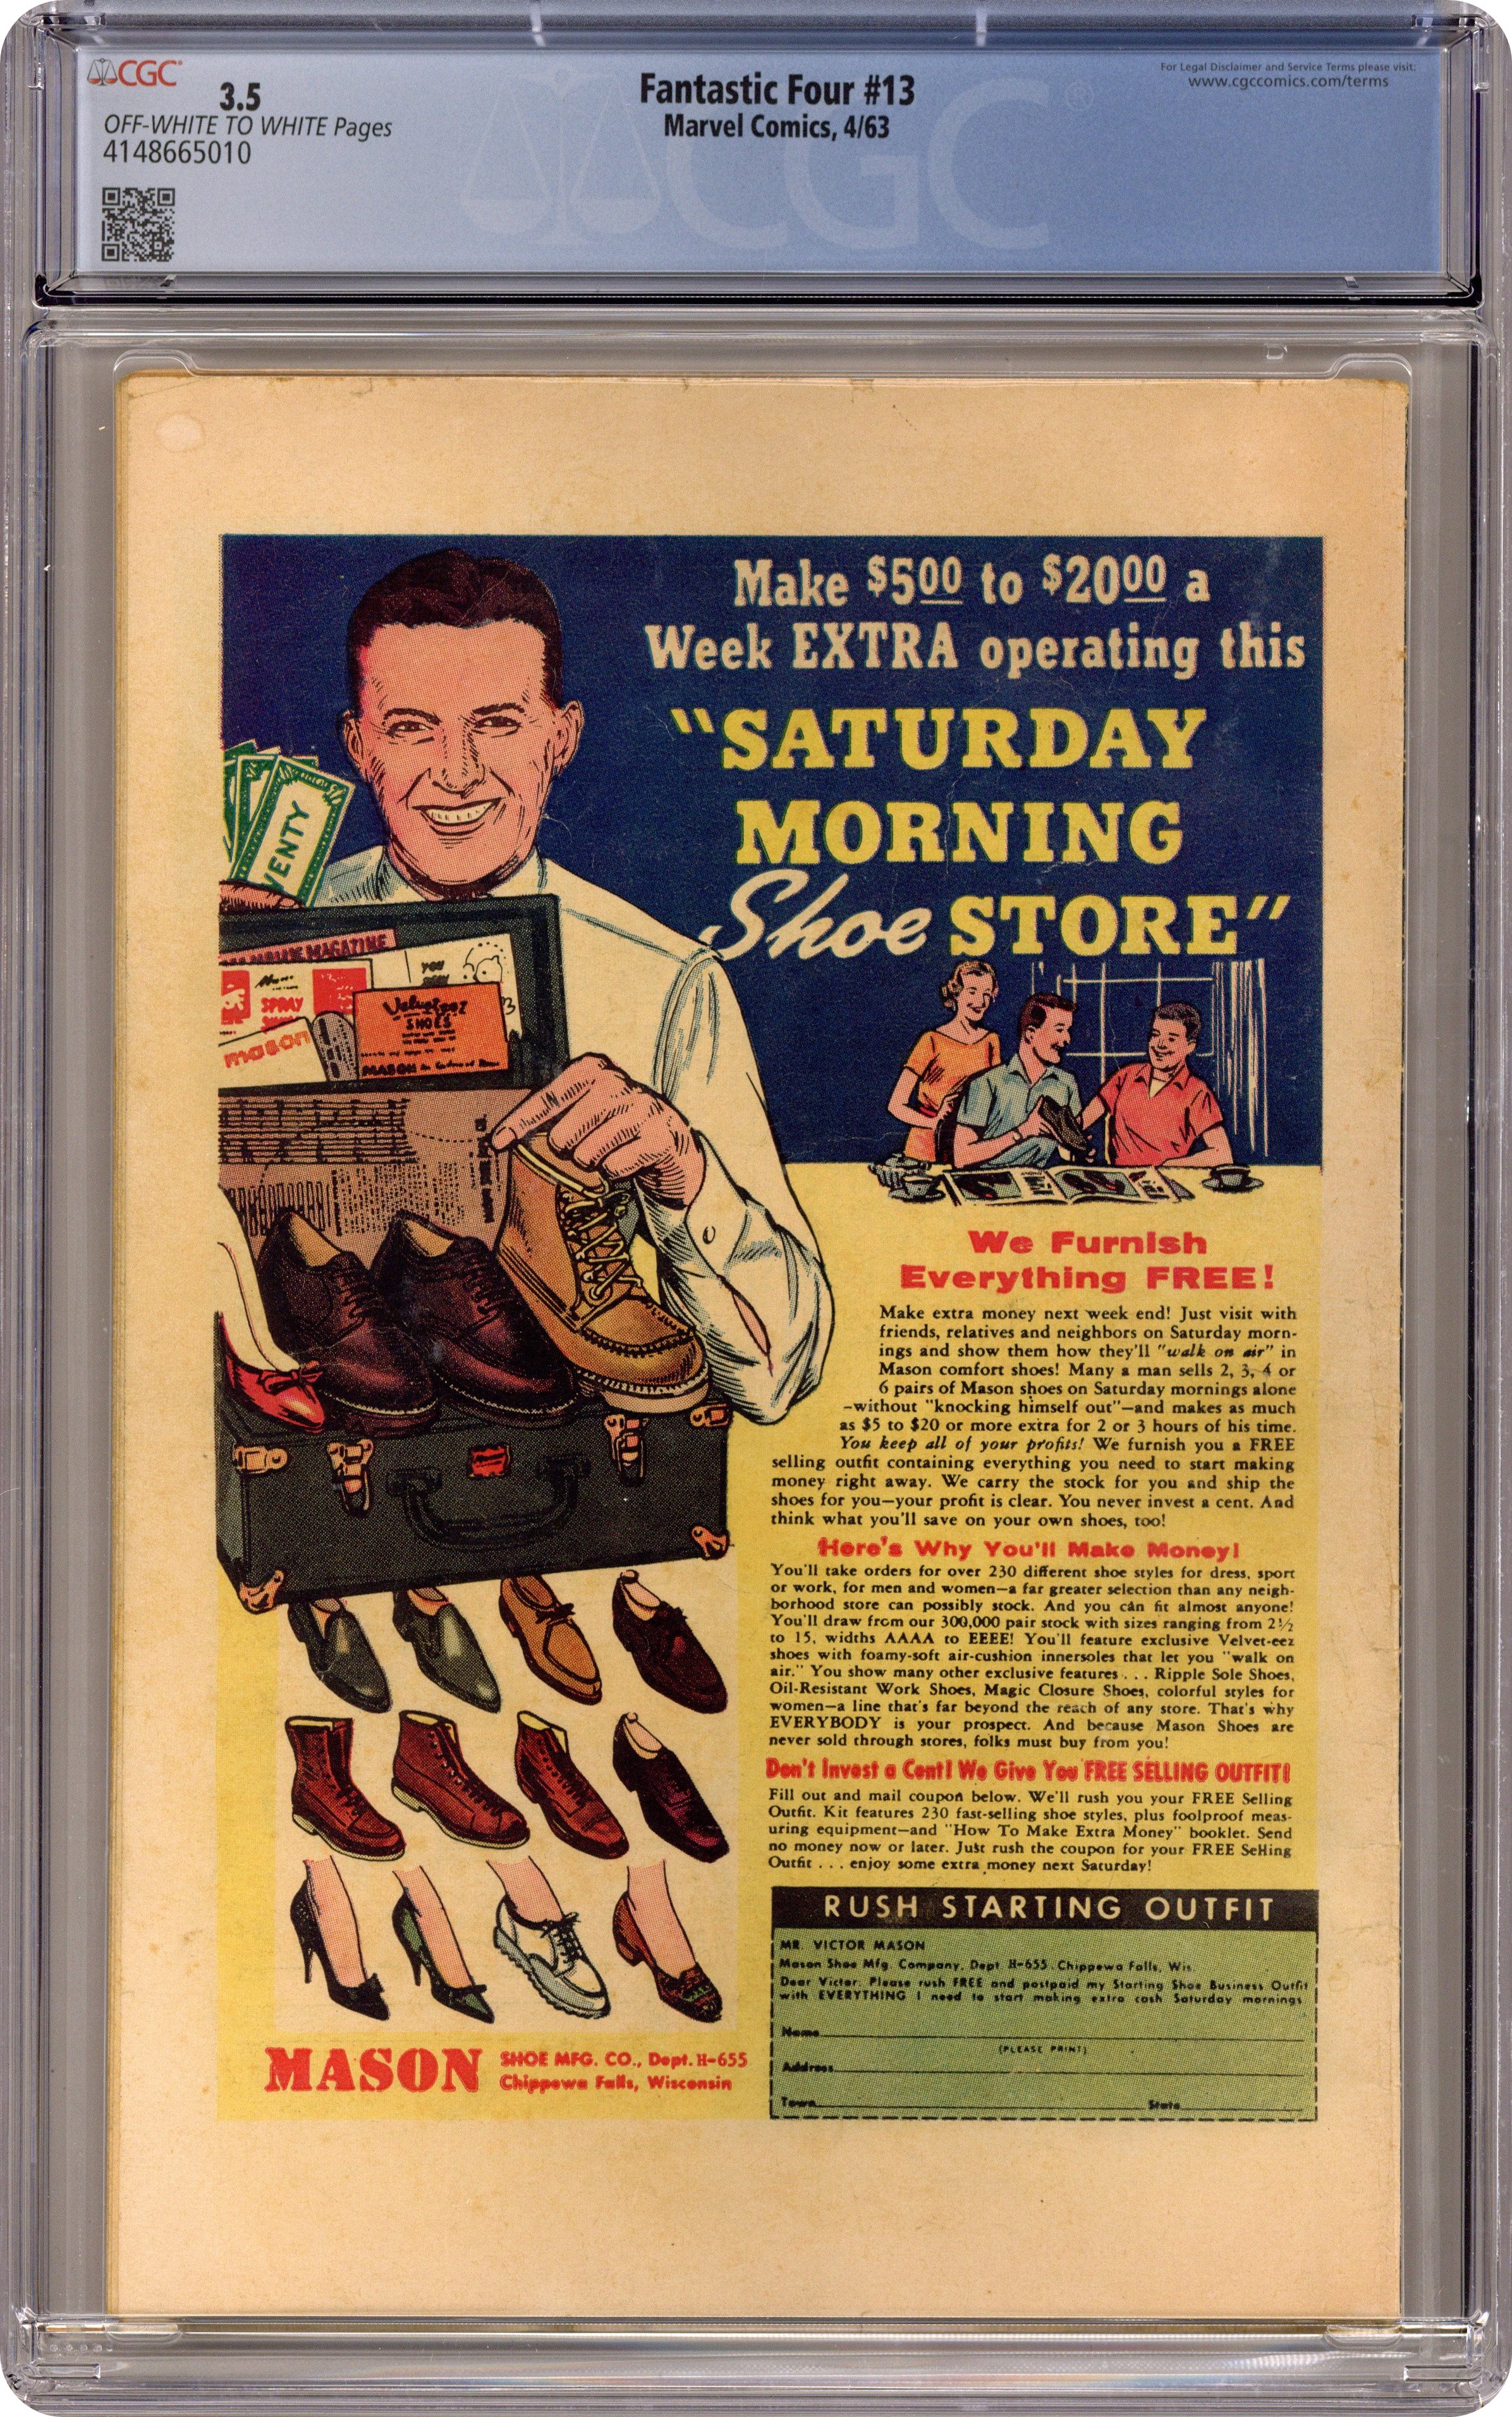 CGC
3.5
OFF-WHITE TO WHITE Pages
4148665010
Fantastic Four #13
Marvel Comics, 4/63
For Legal Disclaimer and Service Terms please visit:
www.cgccomics.com/terms
CGC
Make $500 to $2000 a
Week EXTRA operating this
"SATURDAY
MORNING
Shoe STORE"
VENTY
MAGAZINE
SPRAY
YOU
mason
Velvet-eez
SHOES
MASON
We Furnish
Everything FREE!
Make extra money next week end! Just visit with
friends, relatives and neighbors on Saturday morn-
ings and show them how they'll "walk on air" in
Mason comfort shoes! Many a man sells 2, 3, 4 or
6 pairs of Mason shoes on Saturday mornings alone
-without "knocking himself out"—and makes as much
as $5 to $20 or more extra for 2 or 3 hours of his time.
You keep all of your profits! We furnish you a FREE
selling outfit containing everything you need to start making
money right away. We carry the stock for you and ship the
shoes for you—your profit is clear. You never invest a cent. And
think what you'll save on your own shoes, too!
Here's Why You'll Make Money!
You'll take orders for over 230 different shoe styles for dress, sport
or work, for men and women—a far greater selection than any neigh-
borhood store can possibly stock. And you can fit almost anyone!
You'll draw from our 300,000 pair stock with sizes ranging from 2½
to 15, widths AAAA to EEEE! You'll feature exclusive Velvet-eez
shoes with foamy-soft air-cushion innersoles that let you "walk on
air." You show many other exclusive features . . . Ripple Sole Shoes,
Oil-Resistant Work Shoes, Magic Closure Shoes, colorful styles for
women—a line that's far beyond the reach of any store. That's why
EVERYBODY is your prospect. And because Mason Shoes are
never sold through stores, folks must buy from you!
Don't Invest a Cent! We Give You FREE SELLING OUTFIT!
Fill out and mail coupon below. We'll rush you your FREE Selling
Outfit. Kit features 230 fast-selling shoe styles, plus foolproof meas-
uring equipment—and "How To Make Extra Money" booklet. Send
no money now or later. Just rush the coupon for your FREE Selling
Outfit . . . enjoy some extra money next Saturday!
RUSH STARTING OUTFIT
MR. VICTOR MASON
Mason Shoe Mfg. Company, Dept. H-655, Chippewa Falls, Wis.
Dear Victor: Please rush FREE and postpaid my Starting Shoe Business Outfit
with EVERYTHING I need to start making extra cash Saturday mornings
Name
(PLEASE PRINT)
Address
Town State
MASON SHOE MFG. CO., Dept. H-655
Chippewa Falls, Wisconsin